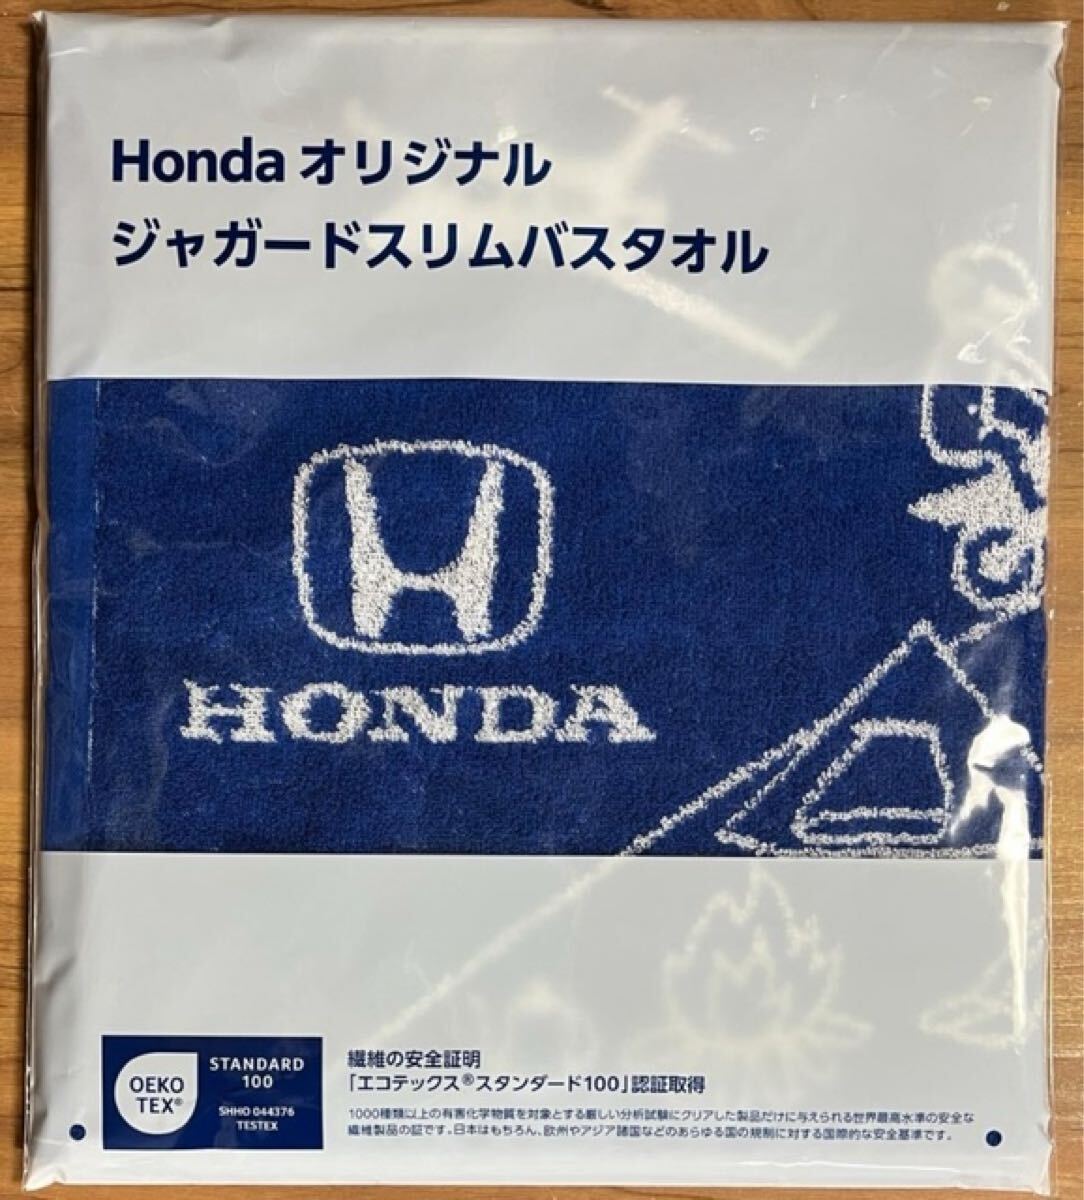 Honda オリジナル
ジャガードスリムバスタオル
HONDA
OEKO
TEX®
STANDARD
100
SHHO 044376
TESTEX
繊維の安全証明
「エコテックス®スタンダード100」認証取得
1000種類以上の有害化学物質を対象とする厳しい分析試験にクリアした製品だけに与えられる世界最高水準の安全な
繊維製品の証です。日本はもちろん、欧州やアジア諸国などのあらゆる国の規制に対する国際的な安全基準です。